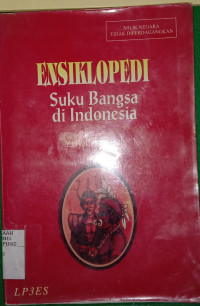 MILIK NEGARA
TIDAK DIPERDAGANGKAN
ENSIKLOPEDI
Suku Bangsa
di Indonesia
LP3ES